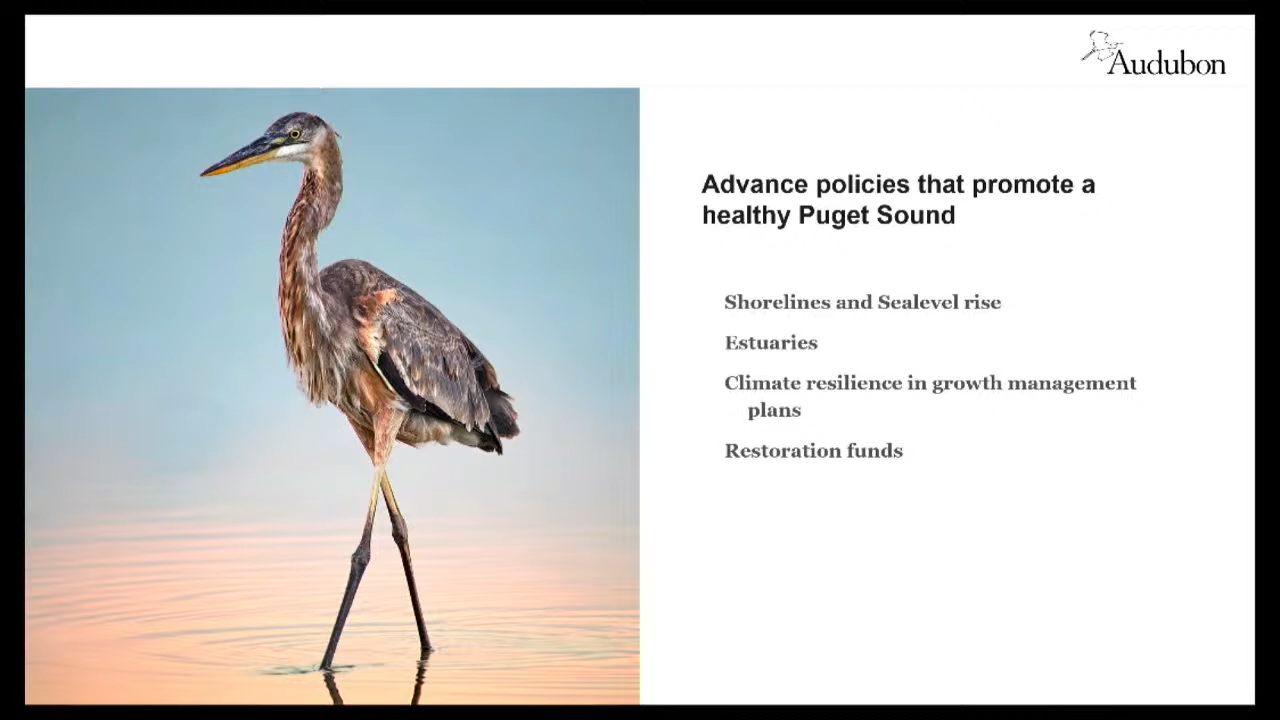 Audubon
Advance policies that promote a
healthy Puget Sound
Shorelines and Sealevel rise
Estuaries
Climate resilience in growth management
plans
Restoration funds